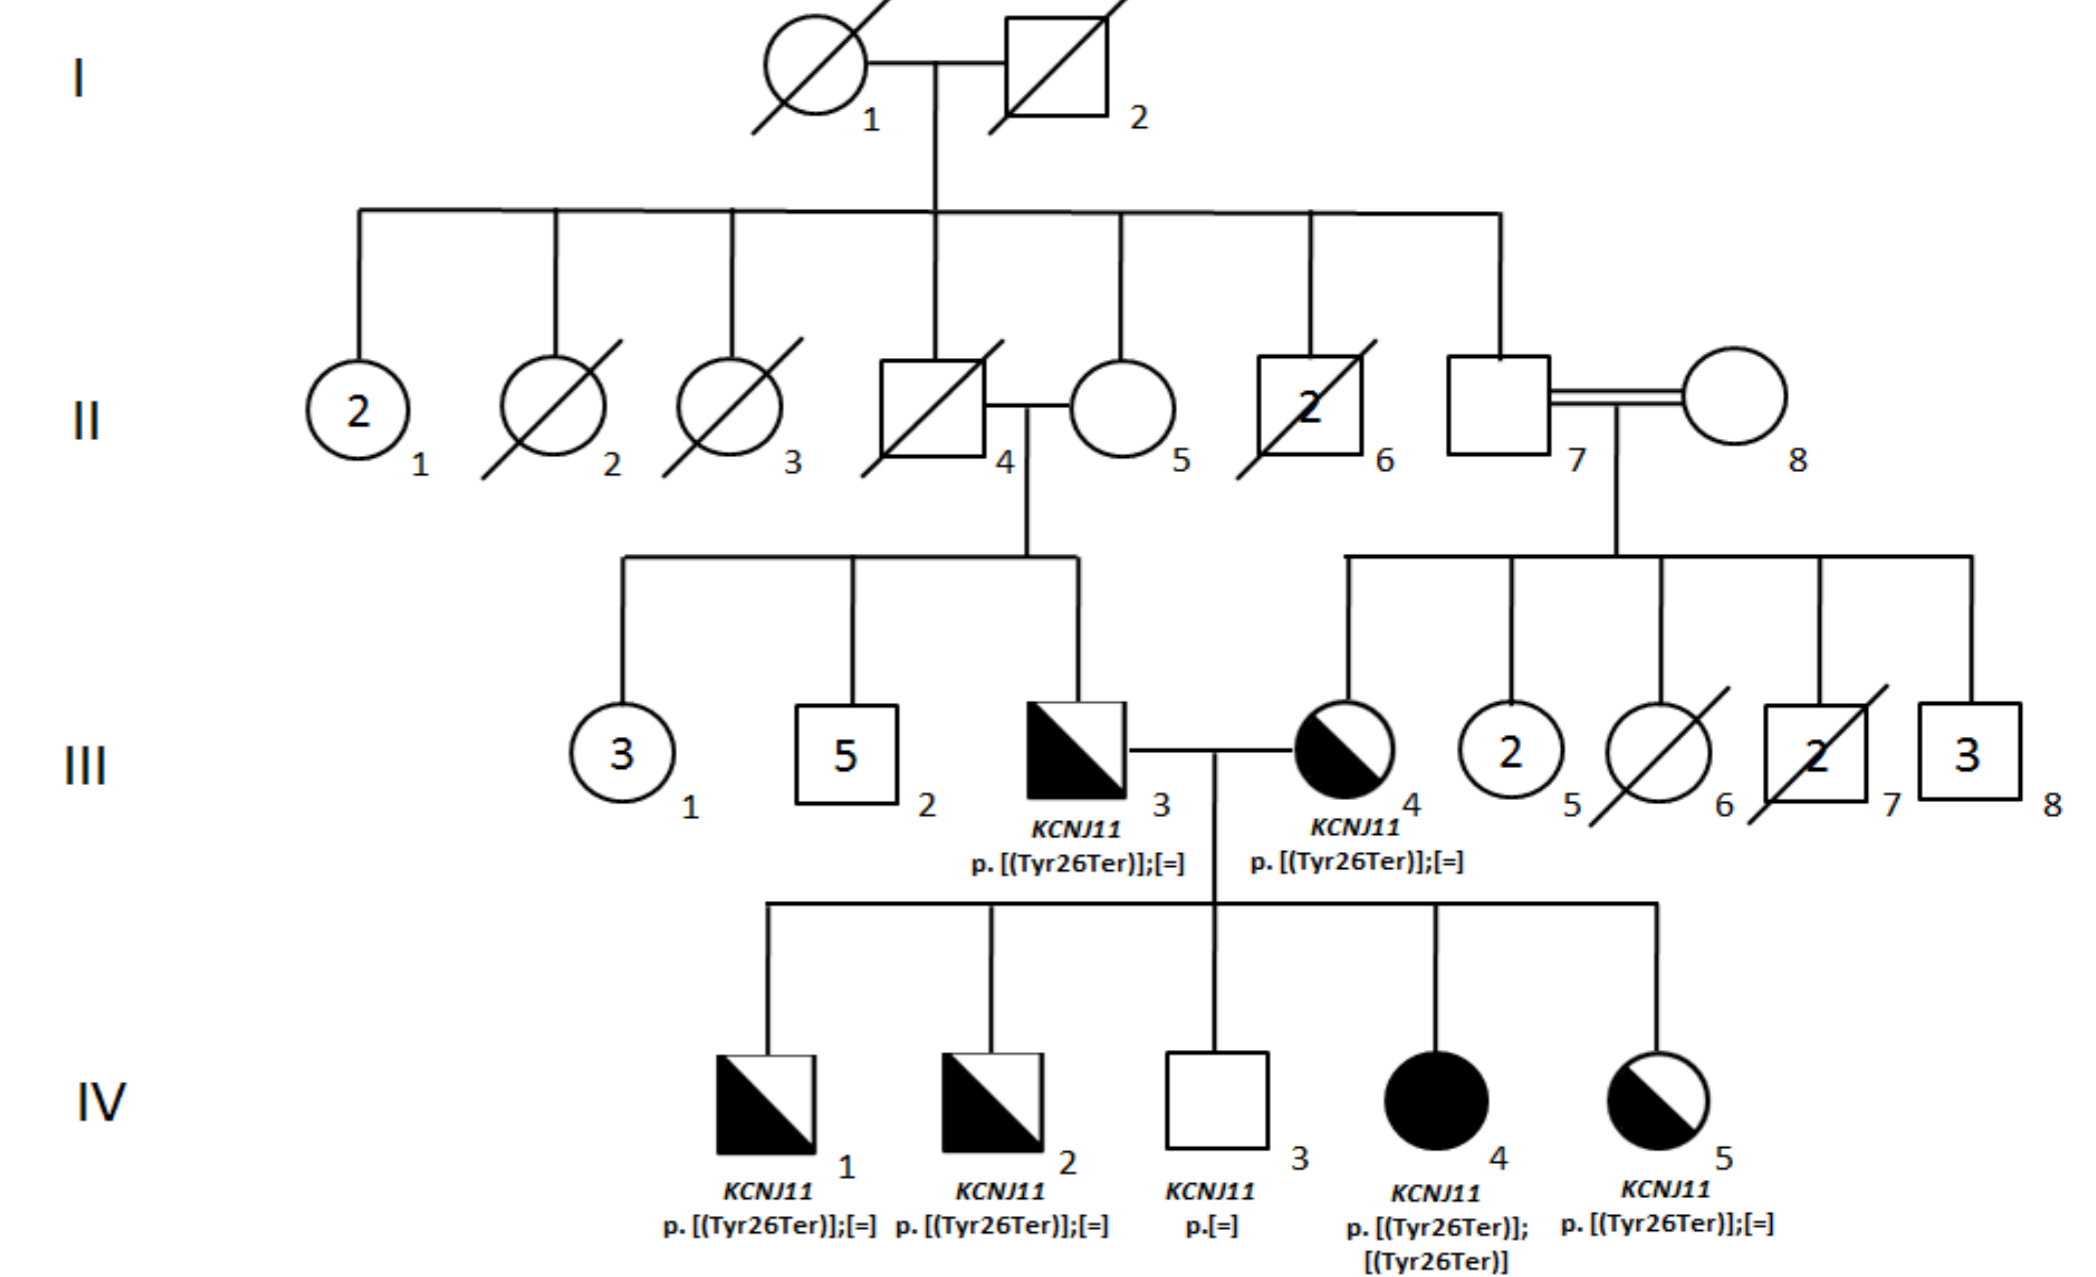 I
1
2
II
2
1
2
3
4
5
2
6
7
8
III
3
1
5
2
3
4
2
5
6
2
7
3
8
KCNJ11
p. [(Tyr26Ter)];[=]
KCNJ11
p. [(Tyr26Ter)];[=]
IV
1
2
3
4
5
KCNJ11
p. [(Tyr26Ter)];[=]
KCNJ11
p. [(Tyr26Ter)];[=]
KCNJ11
p.[=]
KCNJ11
p. [(Tyr26Ter)];
[(Tyr26Ter)]
KCNJ11
p. [(Tyr26Ter)];[=]